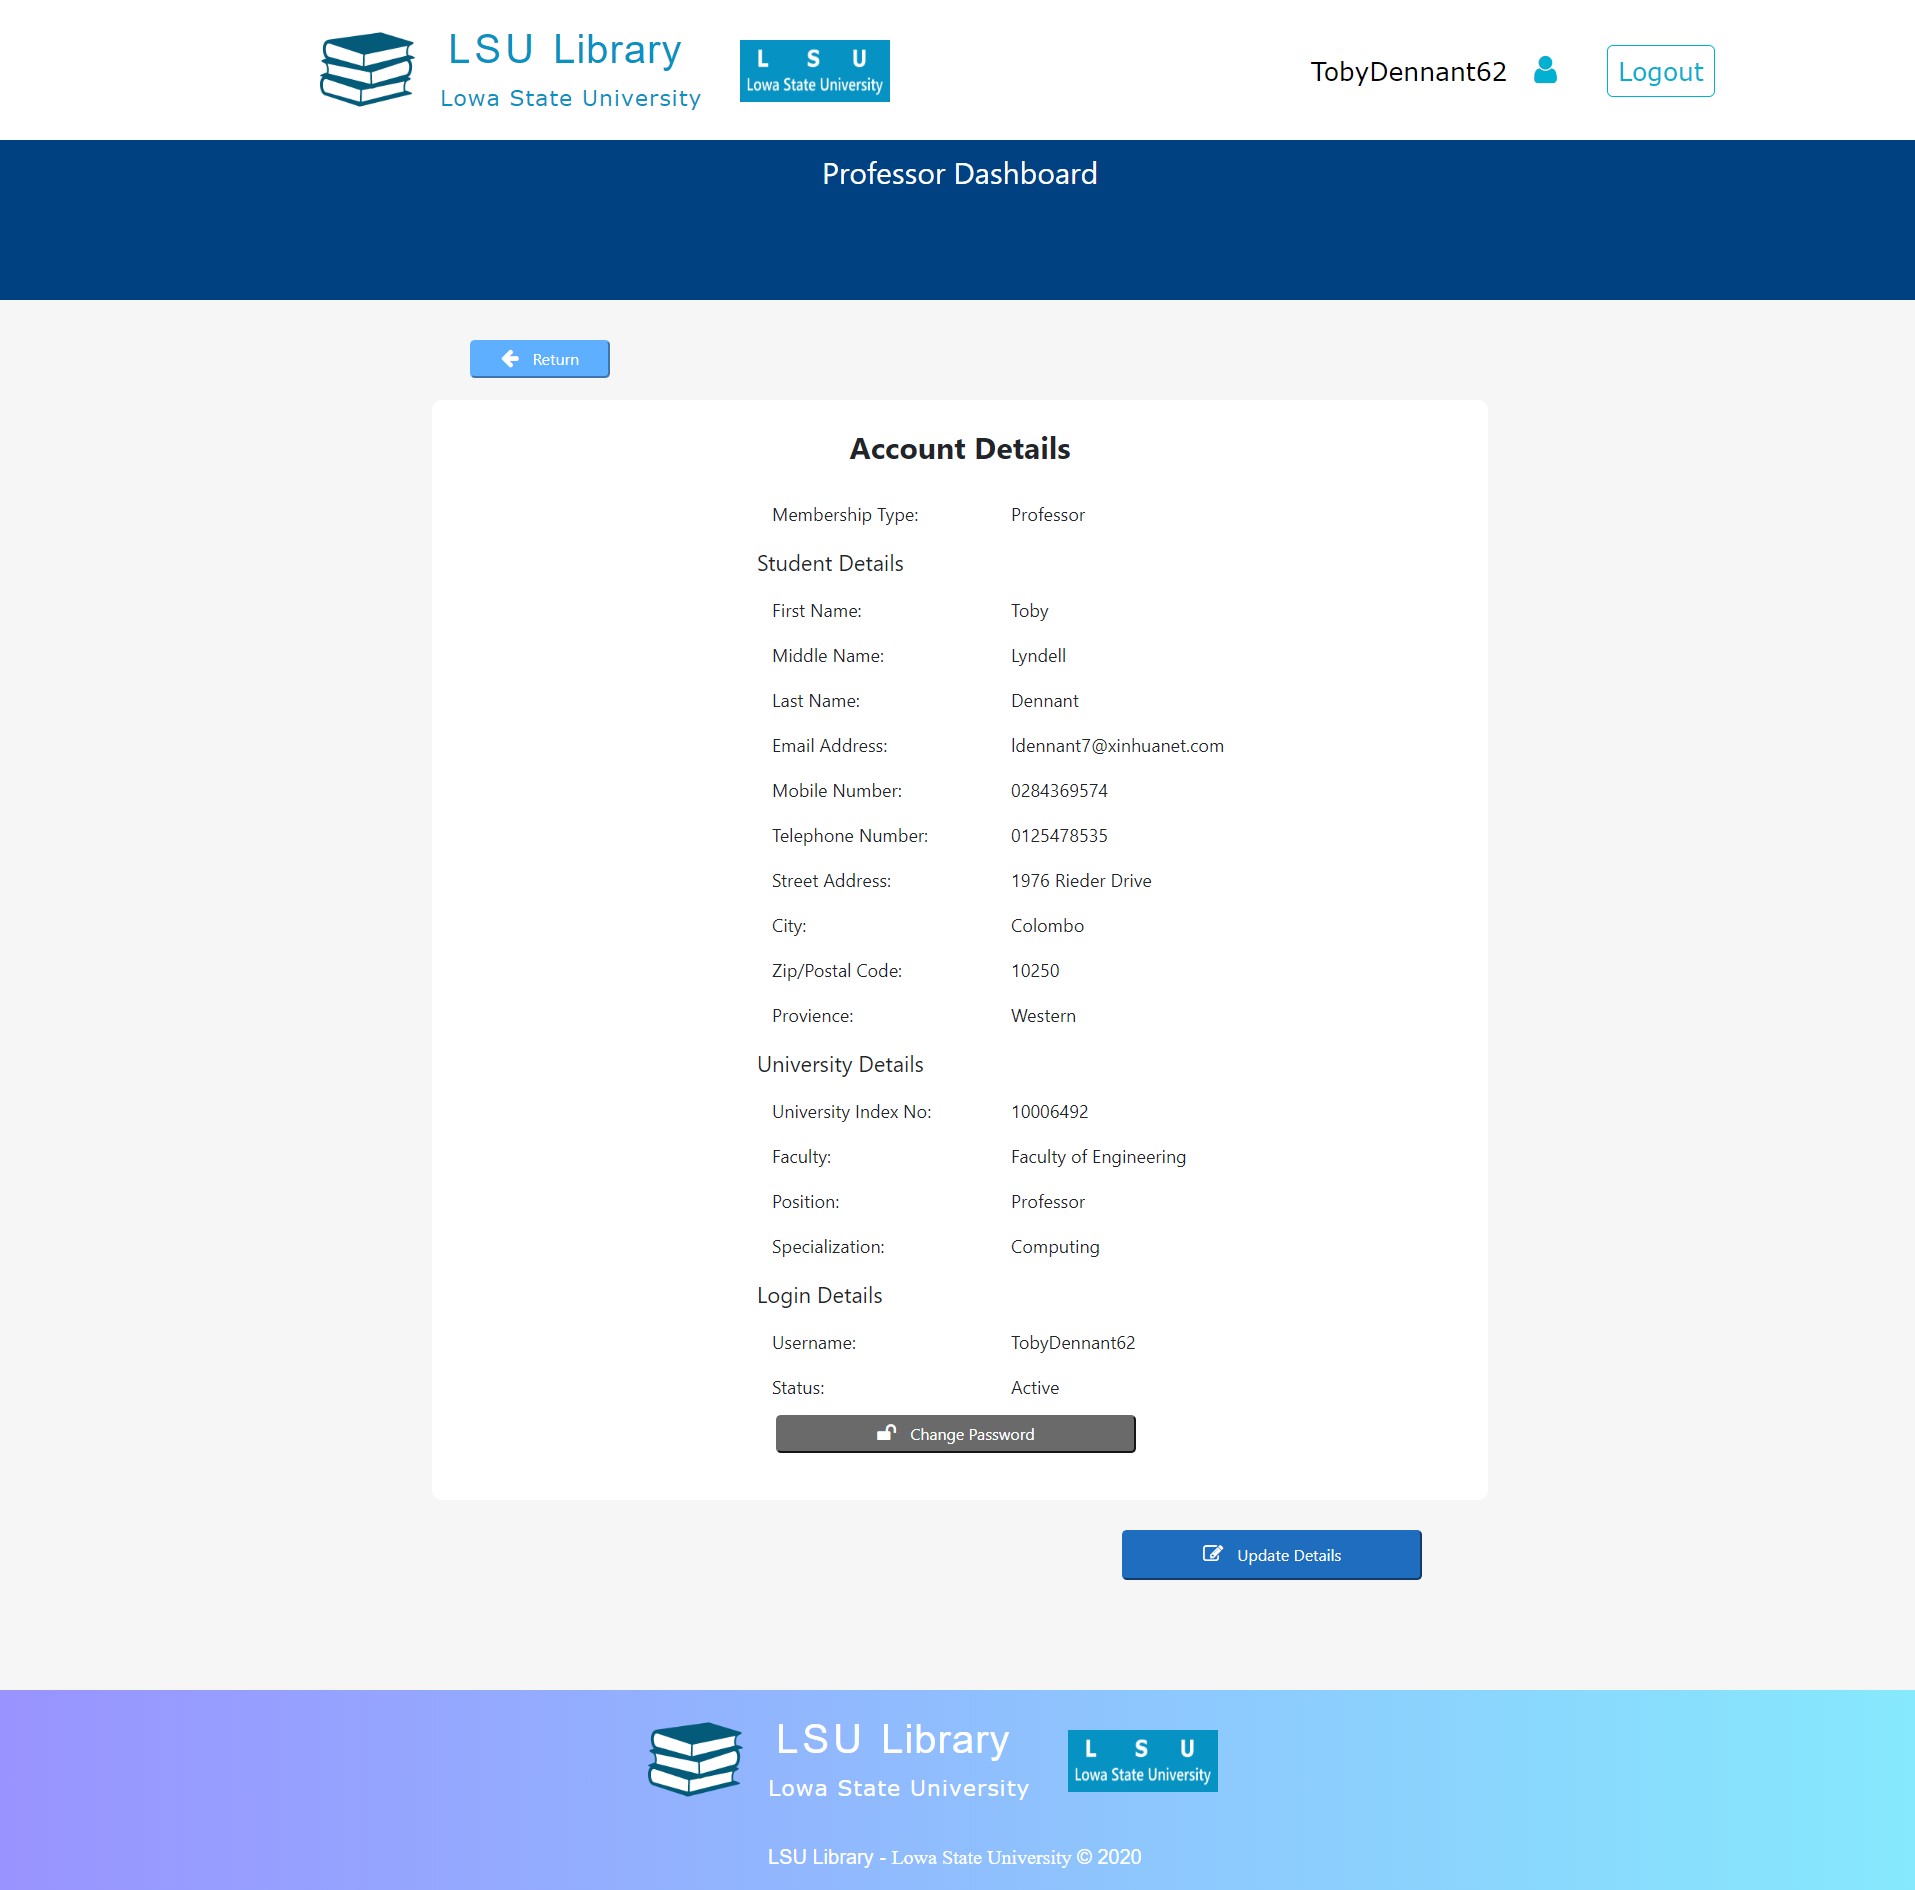 LSU Library
Lowa State University
L S U
Lowa State University
TobyDennant62
Logout
Professor Dashboard
Return
Account Details
Membership Type: Professor
Student Details
First Name: Toby
Middle Name: Lyndell
Last Name: Dennant
Email Address: ldennant7@xinhuanet.com
Mobile Number: 0284369574
Telephone Number: 0125478535
Street Address: 1976 Rieder Drive
City: Colombo
Zip/Postal Code: 10250
Provience: Western
University Details
University Index No: 10006492
Faculty: Faculty of Engineering
Position: Professor
Specialization: Computing
Login Details
Username: TobyDennant62
Status: Active
Change Password
Update Details
LSU Library
Lowa State University
L S U
Lowa State University
LSU Library - Lowa State University © 2020